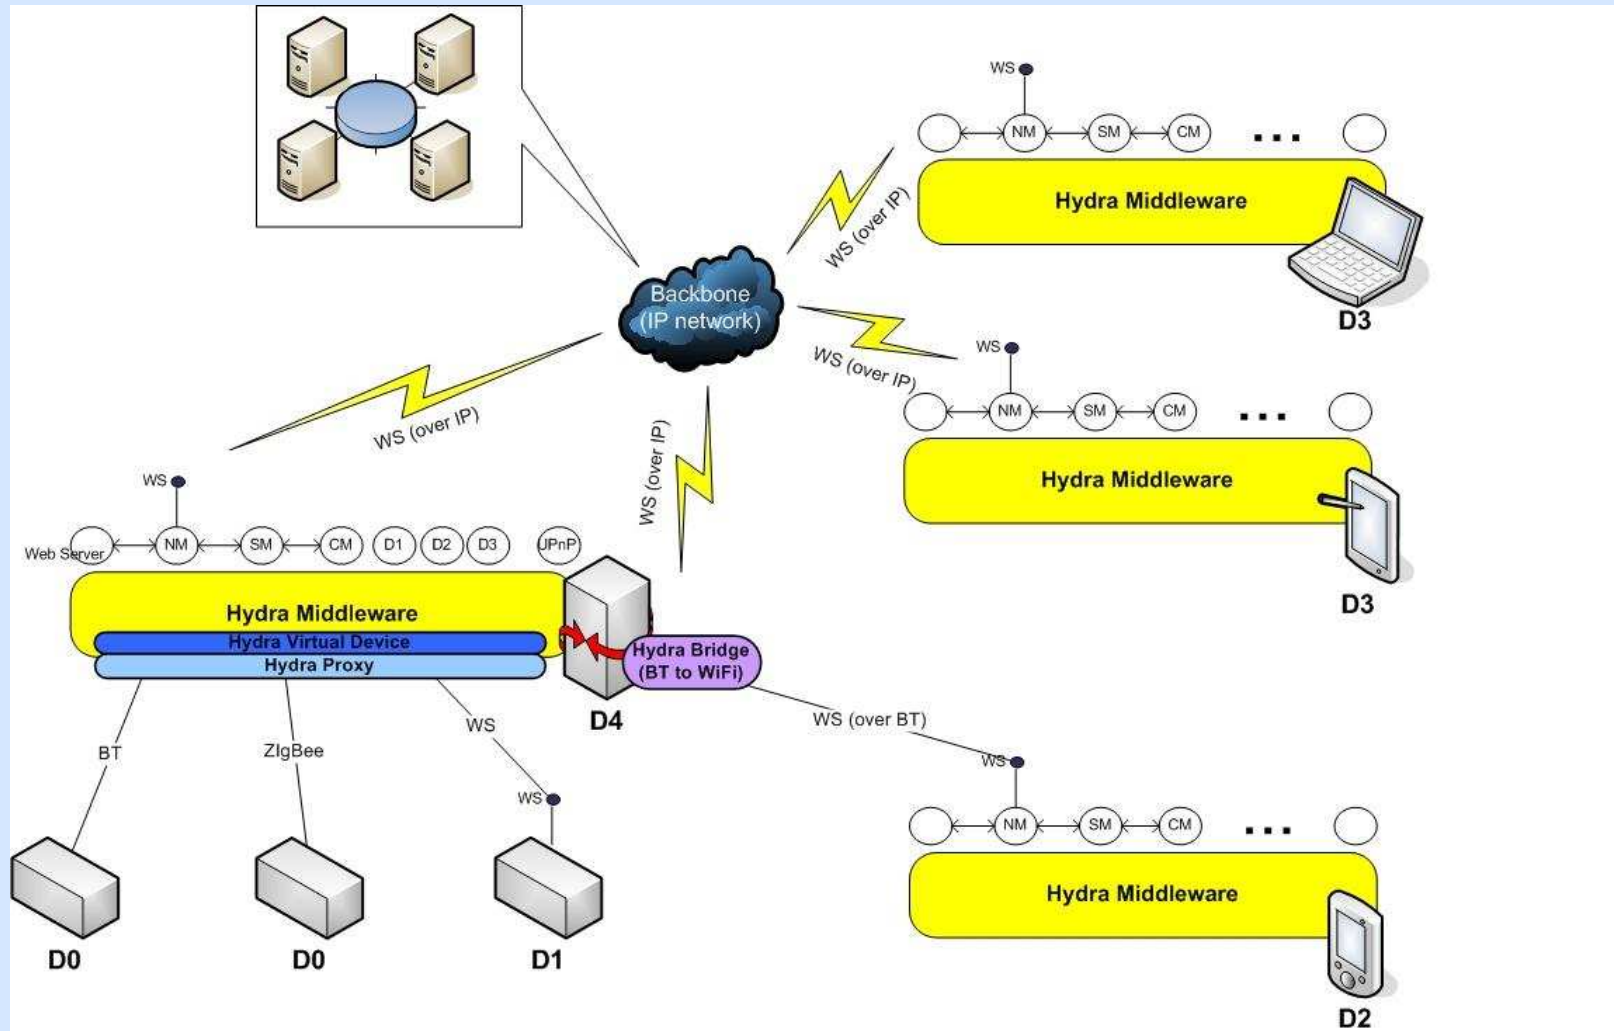 WS
NM
SM
CM
...
Hydra Middleware
D3
WS (over IP)
Backbone
(IP network)
WS (over IP)
WS
NM
SM
CM
...
Hydra Middleware
D3
WS (over IP)
WS (over IP)
WS
Web Server
NM
SM
CM
D1
D2
D3
UPnP
Hydra Middleware
Hydra Virtual Device
Hydra Proxy
Hydra Bridge
(BT to WiFi)
D4
WS (over BT)
BT
ZIgBee
WS
WS
D0
D0
D1
WS
NM
SM
CM
...
Hydra Middleware
D2